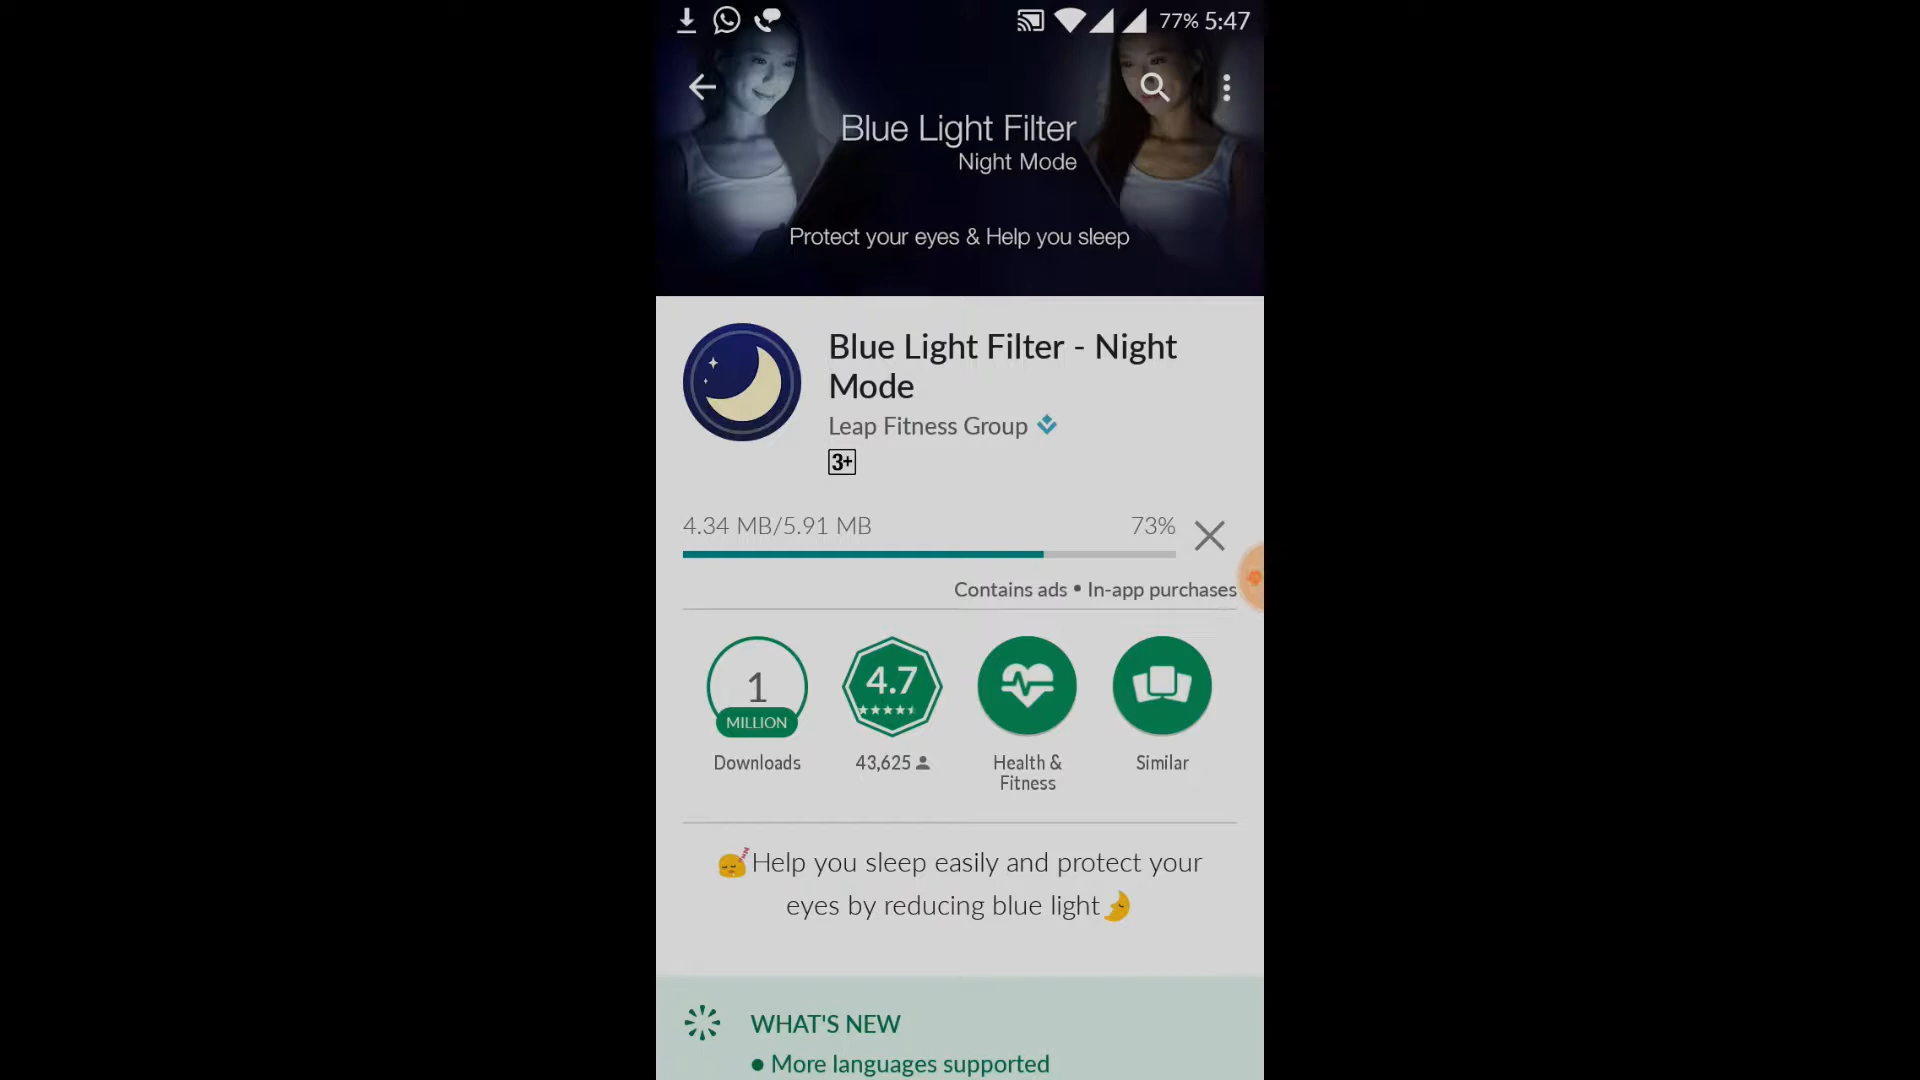 77% 5:47
Blue Light Filter
Night Mode
Protect your eyes & Help you sleep
Blue Light Filter - Night
Mode
Leap Fitness Group
3+
4.34 MB/5.91 MB 73%
Contains ads • In-app purchases
1
MILLION
Downloads
4.7
43,625
Health &
Fitness
Similar
Help you sleep easily and protect your
eyes by reducing blue light
WHAT'S NEW
● More languages supported